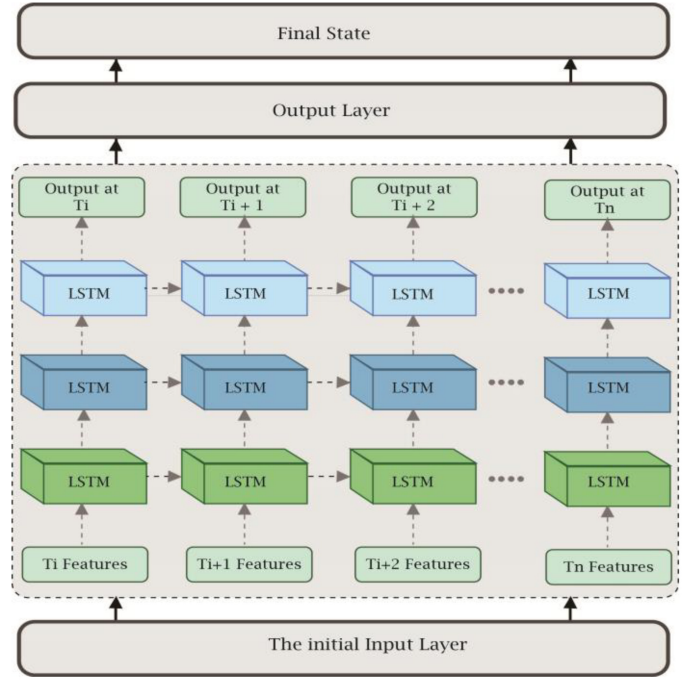 Final State
Output Layer
Output at
Ti
Output at
Ti + 1
Output at
Ti + 2
Output at
Tn
LSTM
LSTM
LSTM
LSTM
LSTM
LSTM
LSTM
LSTM
LSTM
LSTM
LSTM
LSTM
Ti Features
Ti+1 Features
Ti+2 Features
Tn Features
The initial Input Layer